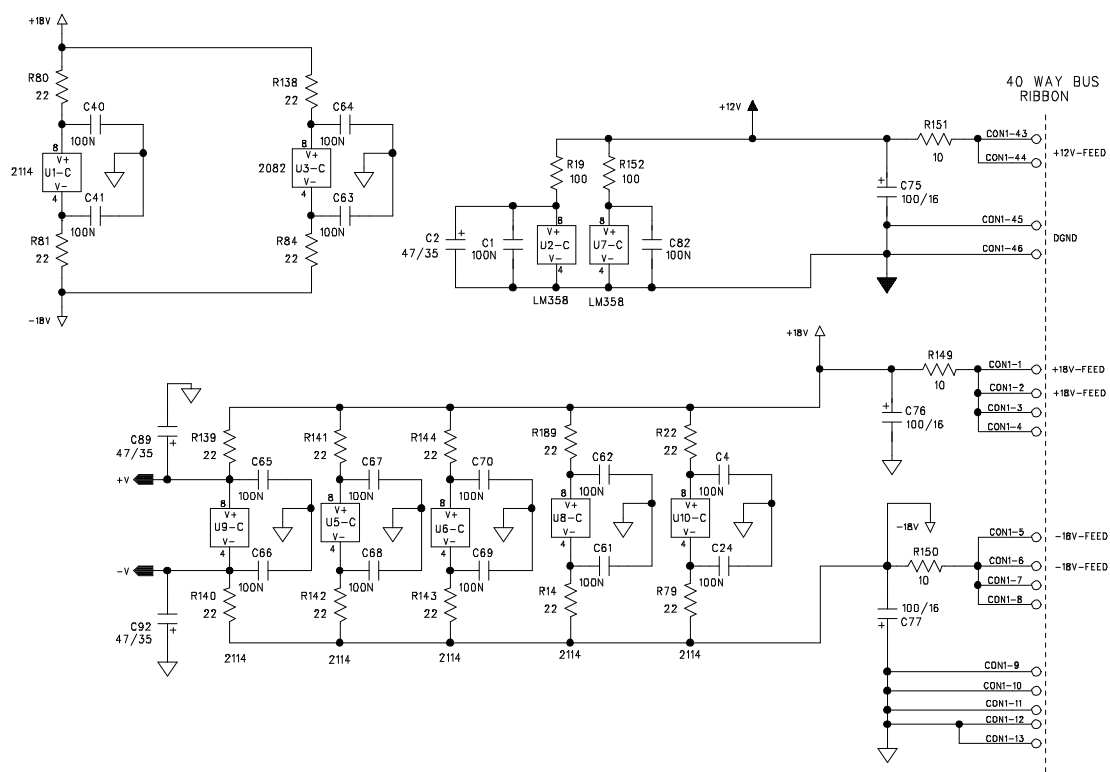 +18V
R80
22
C40
100N
8
V+
U1-C
V-
4
2114
C41
100N
R81
22
-18V
R138
22
C64
100N
8
V+
U3-C
V-
4
2082
C63
100N
R84
22
+12V
R19
100
R152
100
C2
47/35
C1
100N
8
V+
U2-C
V-
4
LM358
8
V+
U7-C
V-
4
LM358
C82
100N
40 WAY BUS
RIBBON
R151
10
CON1-43
CON1-44
+12V-FEED
C75
100/16
CON1-45
CON1-46
DGND
+18V
R149
10
CON1-1
CON1-2
CON1-3
CON1-4
+18V-FEED
+18V-FEED
C76
100/16
C89
47/35
+V
-V
C92
47/35
R139
22
C65
100N
8
V+
U9-C
V-
4
C66
100N
R140
22
2114
R141
22
C67
100N
8
V+
U5-C
V-
4
C68
100N
R142
22
2114
R144
22
C70
100N
8
V+
U6-C
V-
4
C69
100N
R143
22
2114
R189
22
C62
100N
8
V+
U8-C
V-
4
C61
100N
R14
22
2114
R22
22
C4
100N
8
V+
U10-C
V-
4
C24
100N
R79
22
2114
-18V
R150
10
CON1-5
CON1-6
CON1-7
CON1-8
-18V-FEED
-18V-FEED
100/16
C77
CON1-9
CON1-10
CON1-11
CON1-12
CON1-13
+
+
+
+
+
+